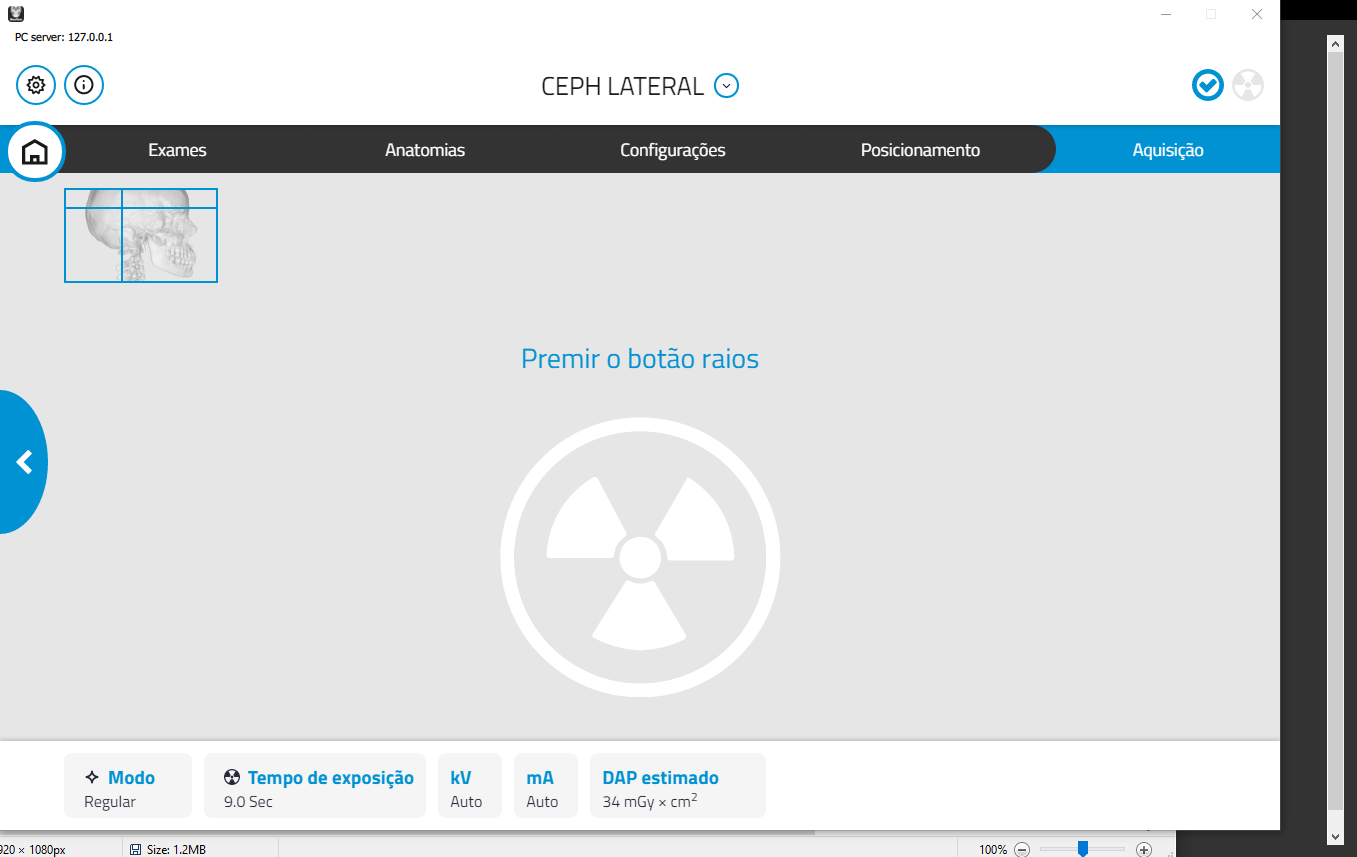 PC server: 127.0.0.1
CEPH LATERAL
Exames
Anatomias
Configurações
Posicionamento
Aquisição
Premir o botão raios
Modo
Regular
Tempo de exposição
9.0 Sec
kV
Auto
mA
Auto
DAP estimado
34 mGy × cm²
920 × 1080px
Size: 1.2MB
100%